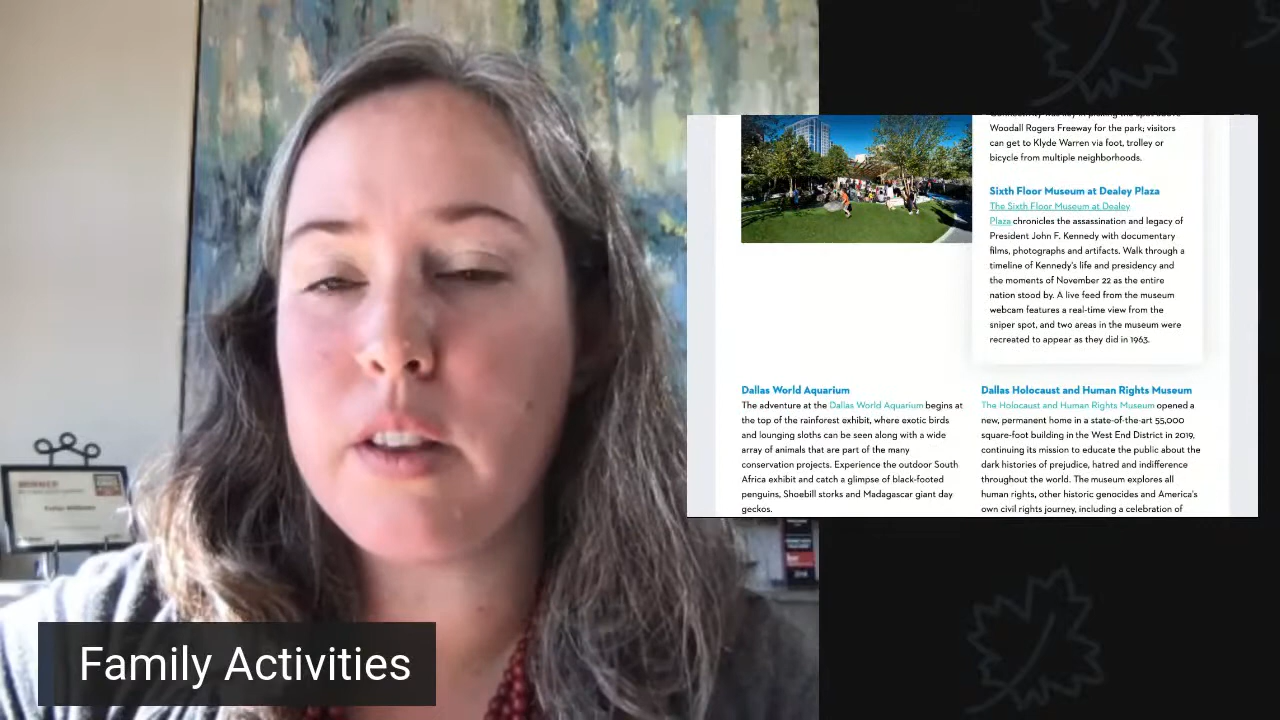 Woodall Rogers Freeway for the park; visitors
can get to Klyde Warren via foot, trolley or
bicycle from multiple neighborhoods.
Sixth Floor Museum at Dealey Plaza
The Sixth Floor Museum at Dealey
Plaza chronicles the assassination and legacy of
President John F. Kennedy with documentary
films, photographs and artifacts. Walk through a
timeline of Kennedy's life and presidency and
the moments of November 22 as the entire
nation stood by. A live feed from the museum
webcam features a real-time view from the
sniper spot, and two areas in the museum were
recreated to appear as they did in 1963.
Dallas World Aquarium
The adventure at the Dallas World Aquarium begins at
the top of the rainforest exhibit, where exotic birds
and lounging sloths can be seen along with a wide
array of animals that are part of the many
conservation projects. Experience the outdoor South
Africa exhibit and catch a glimpse of black-footed
penguins, Shoebill storks and Madagascar giant day
geckos.
Dallas Holocaust and Human Rights Museum
The Holocaust and Human Rights Museum opened a
new, permanent home in a state-of-the-art 55,000
square-foot building in the West End District in 2019,
continuing its mission to educate the public about the
dark histories of prejudice, hatred and indifference
throughout the world. The museum explores all
human rights, other historic genocides and America's
own civil rights journey, including a celebration of
Family Activities